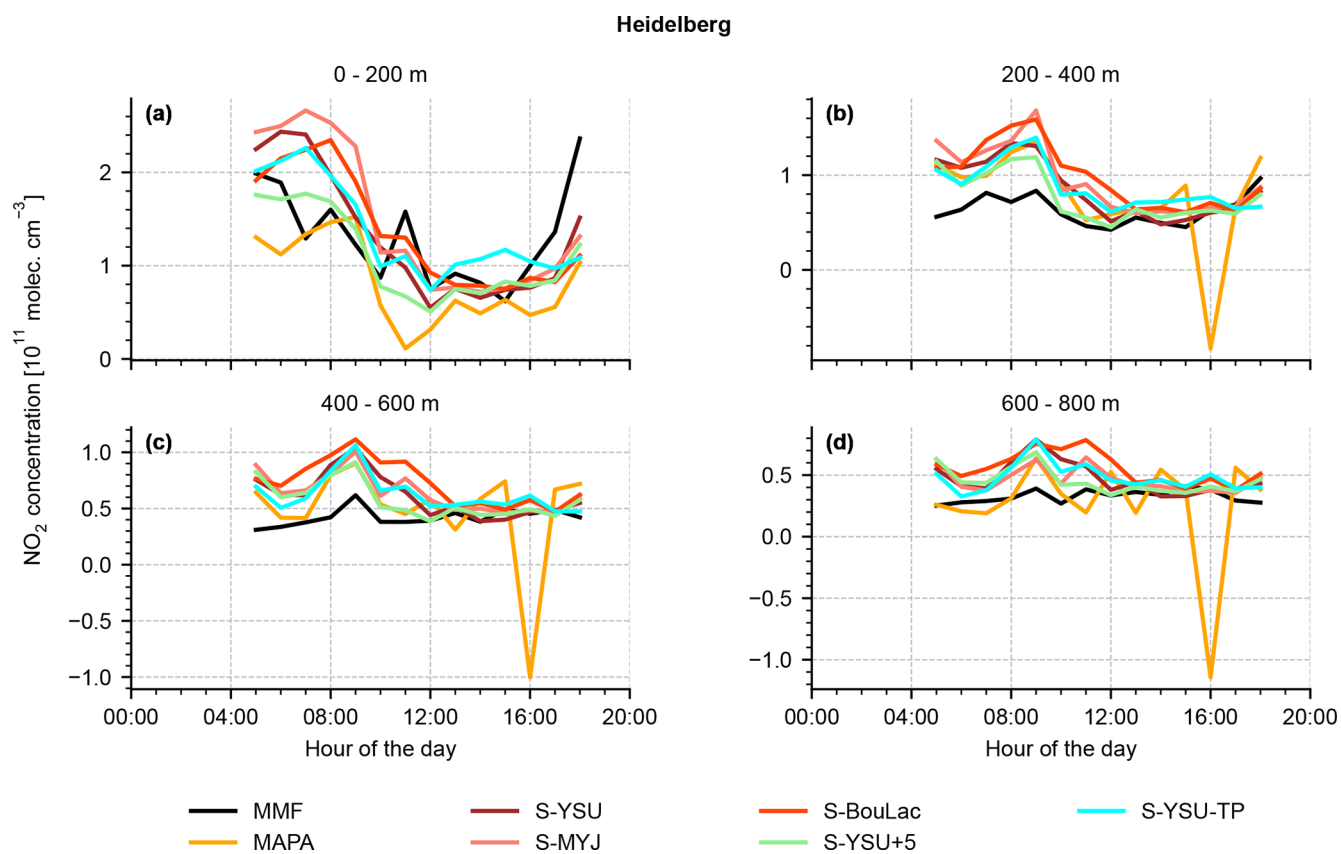 Heidelberg
0 - 200 m
200 - 400 m
(a)
(b)
2
1
0
1
0
400 - 600 m
600 - 800 m
(c)
(d)
1.0
0.5
0.0
−0.5
−1.0
0.5
0.0
−0.5
−1.0
00:00 04:00 08:00 12:00 16:00 20:00
00:00 04:00 08:00 12:00 16:00 20:00
Hour of the day
Hour of the day
NO₂ concentration [10¹¹ molec. cm⁻³]
MMF S-YSU S-BouLac S-YSU-TP
MAPA S-MYJ S-YSU+5